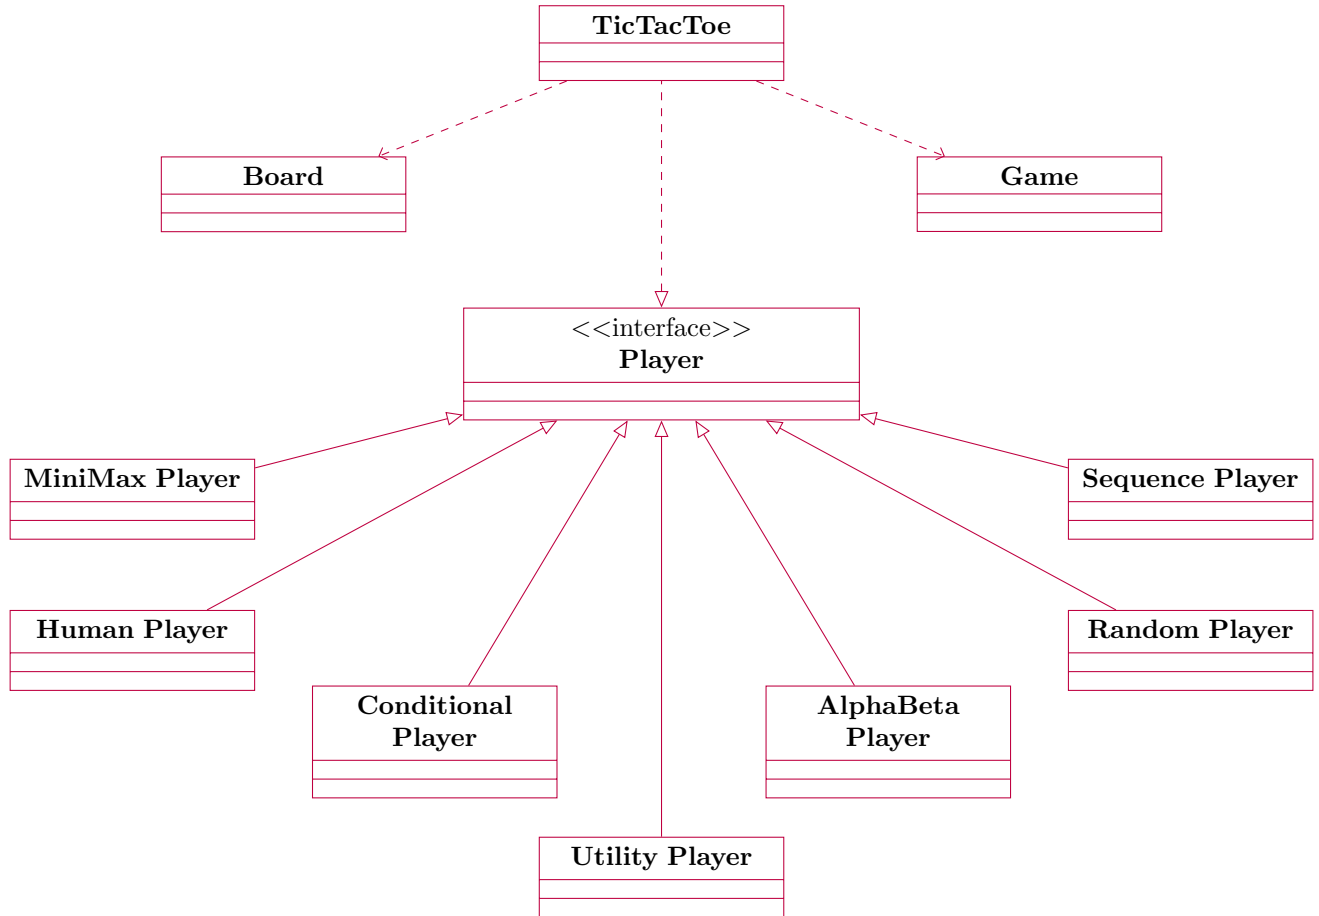 TicTacToe
Board
Game
<<interface>>
Player
MiniMax Player
Sequence Player
Human Player
Random Player
Conditional
Player
AlphaBeta
Player
Utility Player